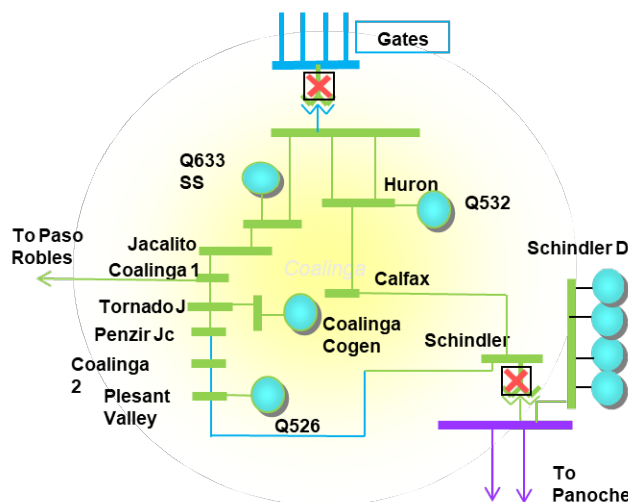 Gates
Q633
SS
Huron
Q532
To Paso
Robles
Jacalito
Schindler D
Coalinga 1
Coalinga
Calfax
Tornado J
Penzir Jc
Coalinga
Cogen
Schindler
Coalinga
2
Plesant
Valley
Q526
To
Panoche